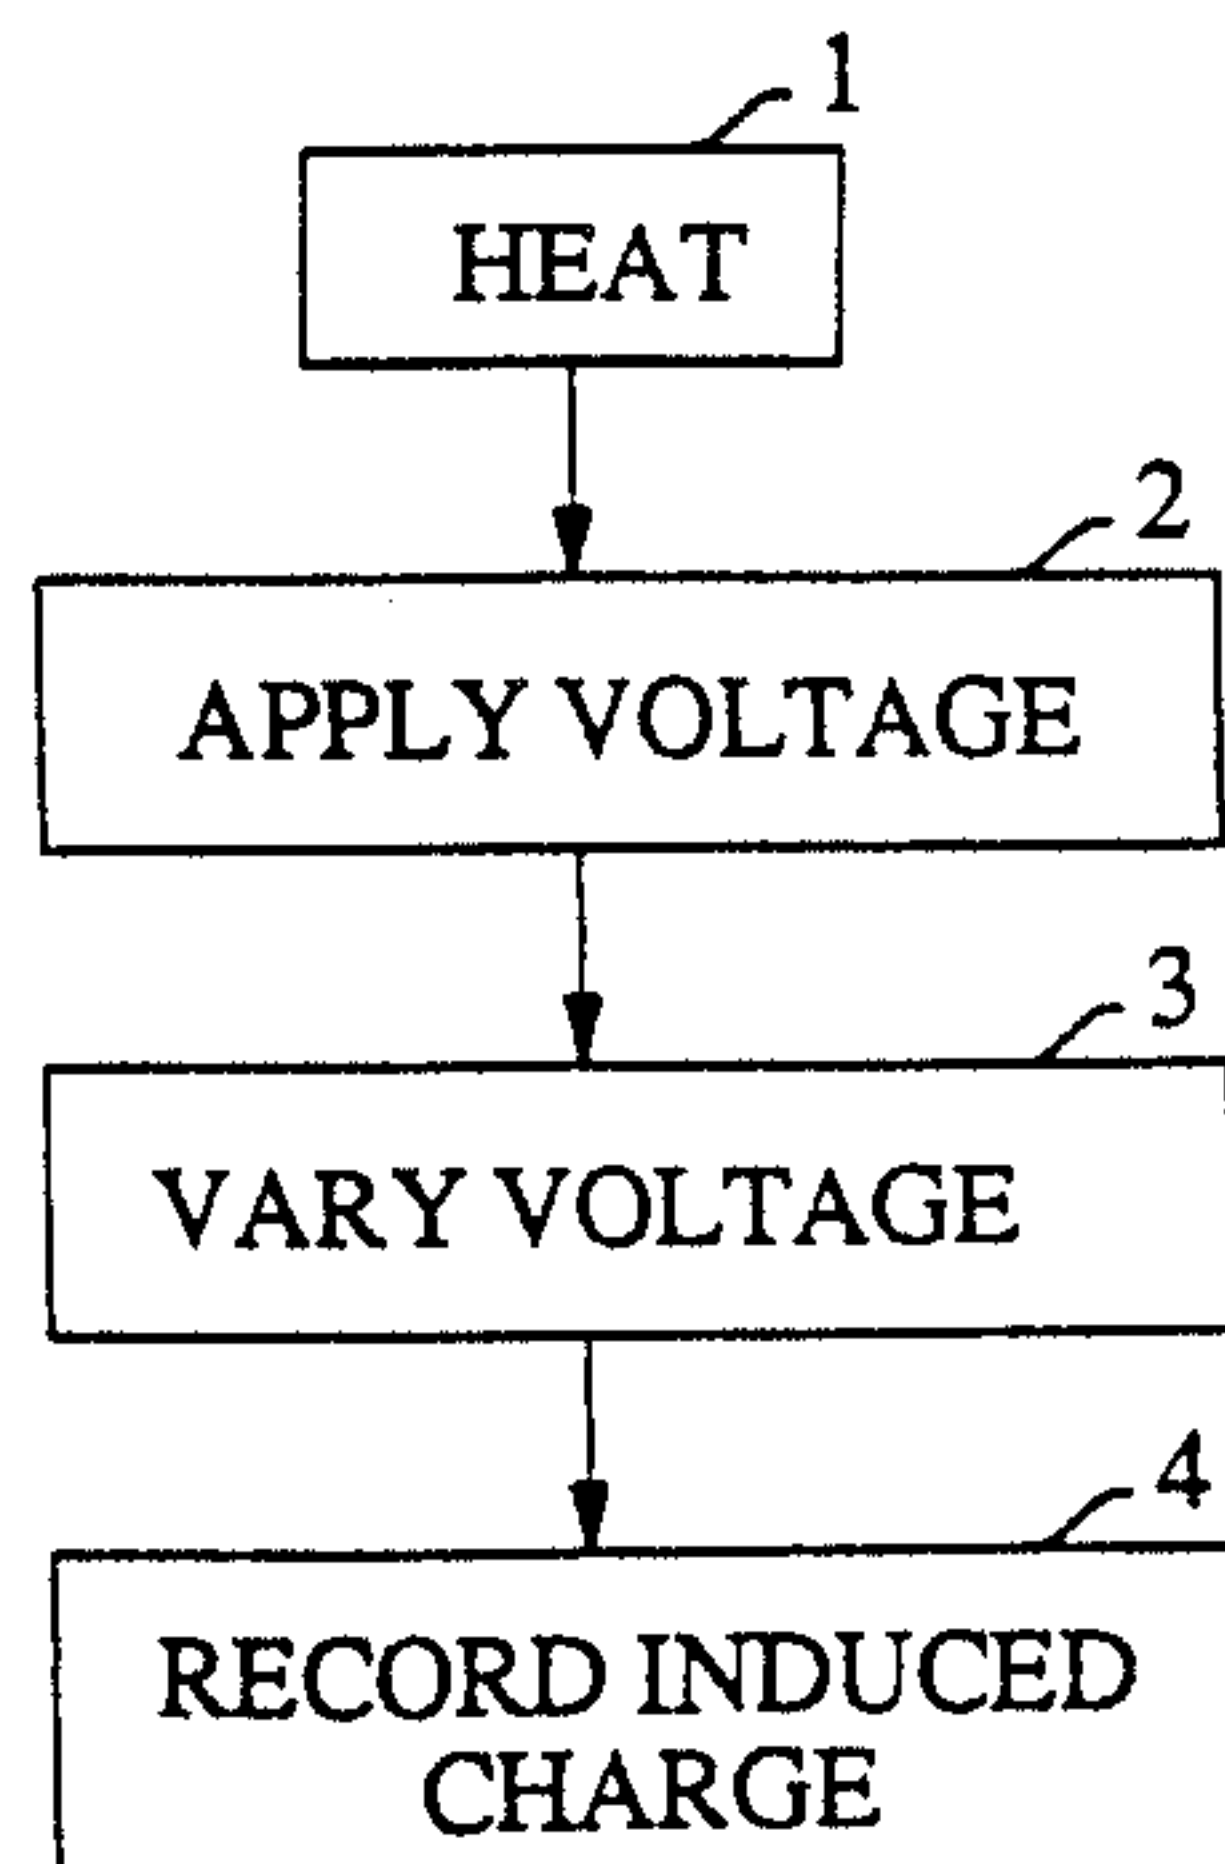 1
HEAT
2
APPLY VOLTAGE
3
VARY VOLTAGE
4
RECORD INDUCED
CHARGE